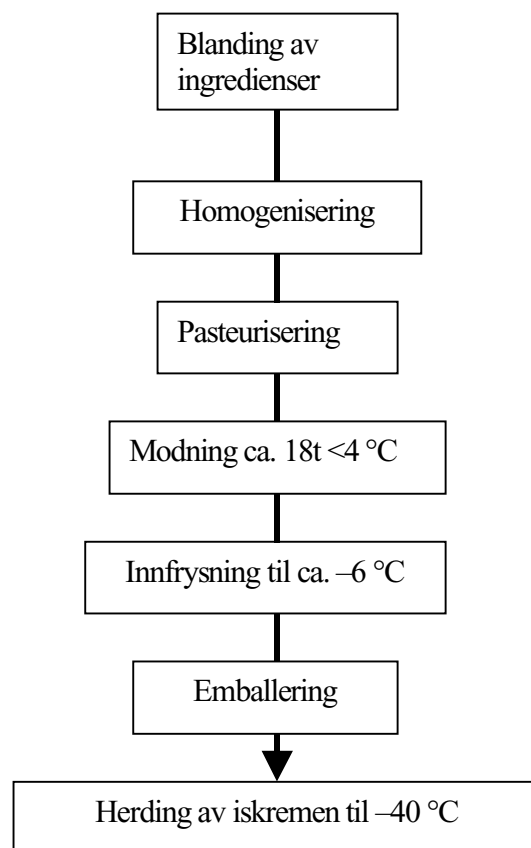 Blanding av
ingredienser
Homogenisering
Pasteurisering
Modning ca. 18t <4 °C
Innfrysning til ca. –6 °C
Emballering
Herding av iskremen til –40 °C